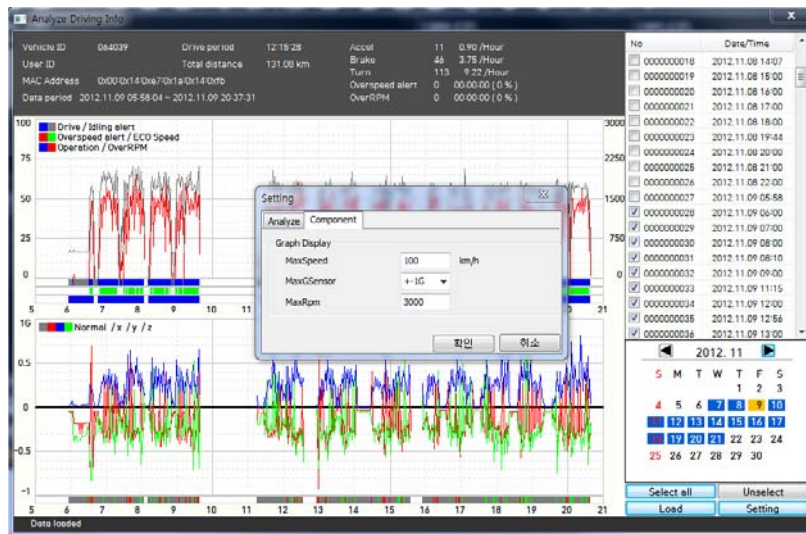 Analyze Driving Info
Vehicle ID 064039 Drive period 12:15:28 Accel 11 0.90 /Hour
User ID Total distance 131.08 km Brake 46 3.75 /Hour
MAC Address Turn 113 9.22 /Hour
Data period 2012.11.09 05:58:04 ~ 2012.11.09 20:37:31 Overspeed alert 0 00:00:00 ( 0 % )
OverRPM 0 00:00:00 ( 0 % )
No Date/Time
0000000018 2012.11.08 14:07
0000000019 2012.11.08 15:00
0000000020 2012.11.08 16:00
0000000021 2012.11.08 17:00
0000000022 2012.11.08 18:00
0000000023 2012.11.08 19:44
0000000024 2012.11.08 20:00
0000000025 2012.11.08 21:00
0000000026 2012.11.08 22:00
0000000027 2012.11.09 05:58
0000000028 2012.11.09 06:00
0000000029 2012.11.09 07:00
0000000030 2012.11.09 08:00
0000000031 2012.11.09 08:10
0000000032 2012.11.09 09:00
0000000033 2012.11.09 11:15
0000000034 2012.11.09 12:00
0000000035 2012.11.09 12:56
0000000036 2012.11.09 13:00
100 Drive / Idling alert 3000
Overspeed alert / ECO Speed
Operation / OverRPM
75 2250
50 1500
25 750
0 0
5 6 7 8 9 10 11 12 13 14 15 16 17 18 19 20 21
Setting
Analyze Component
Graph Display
MaxSpeed 100 km/h
MaxGSensor +-1G
MaxRpm 3000
확인 취소
1G Normal / x / y / z
0.5
0
-0.5
-1
5 6 7 8 9 10 11 12 13 14 15 16 17 18 19 20 21
2012. 11
S M T W T F S
1 2 3
4 5 6 7 8 9 10
11 12 13 14 15 16 17
18 19 20 21 22 23 24
25 26 27 28 29 30
Select all Unselect
Load Setting
Data loaded